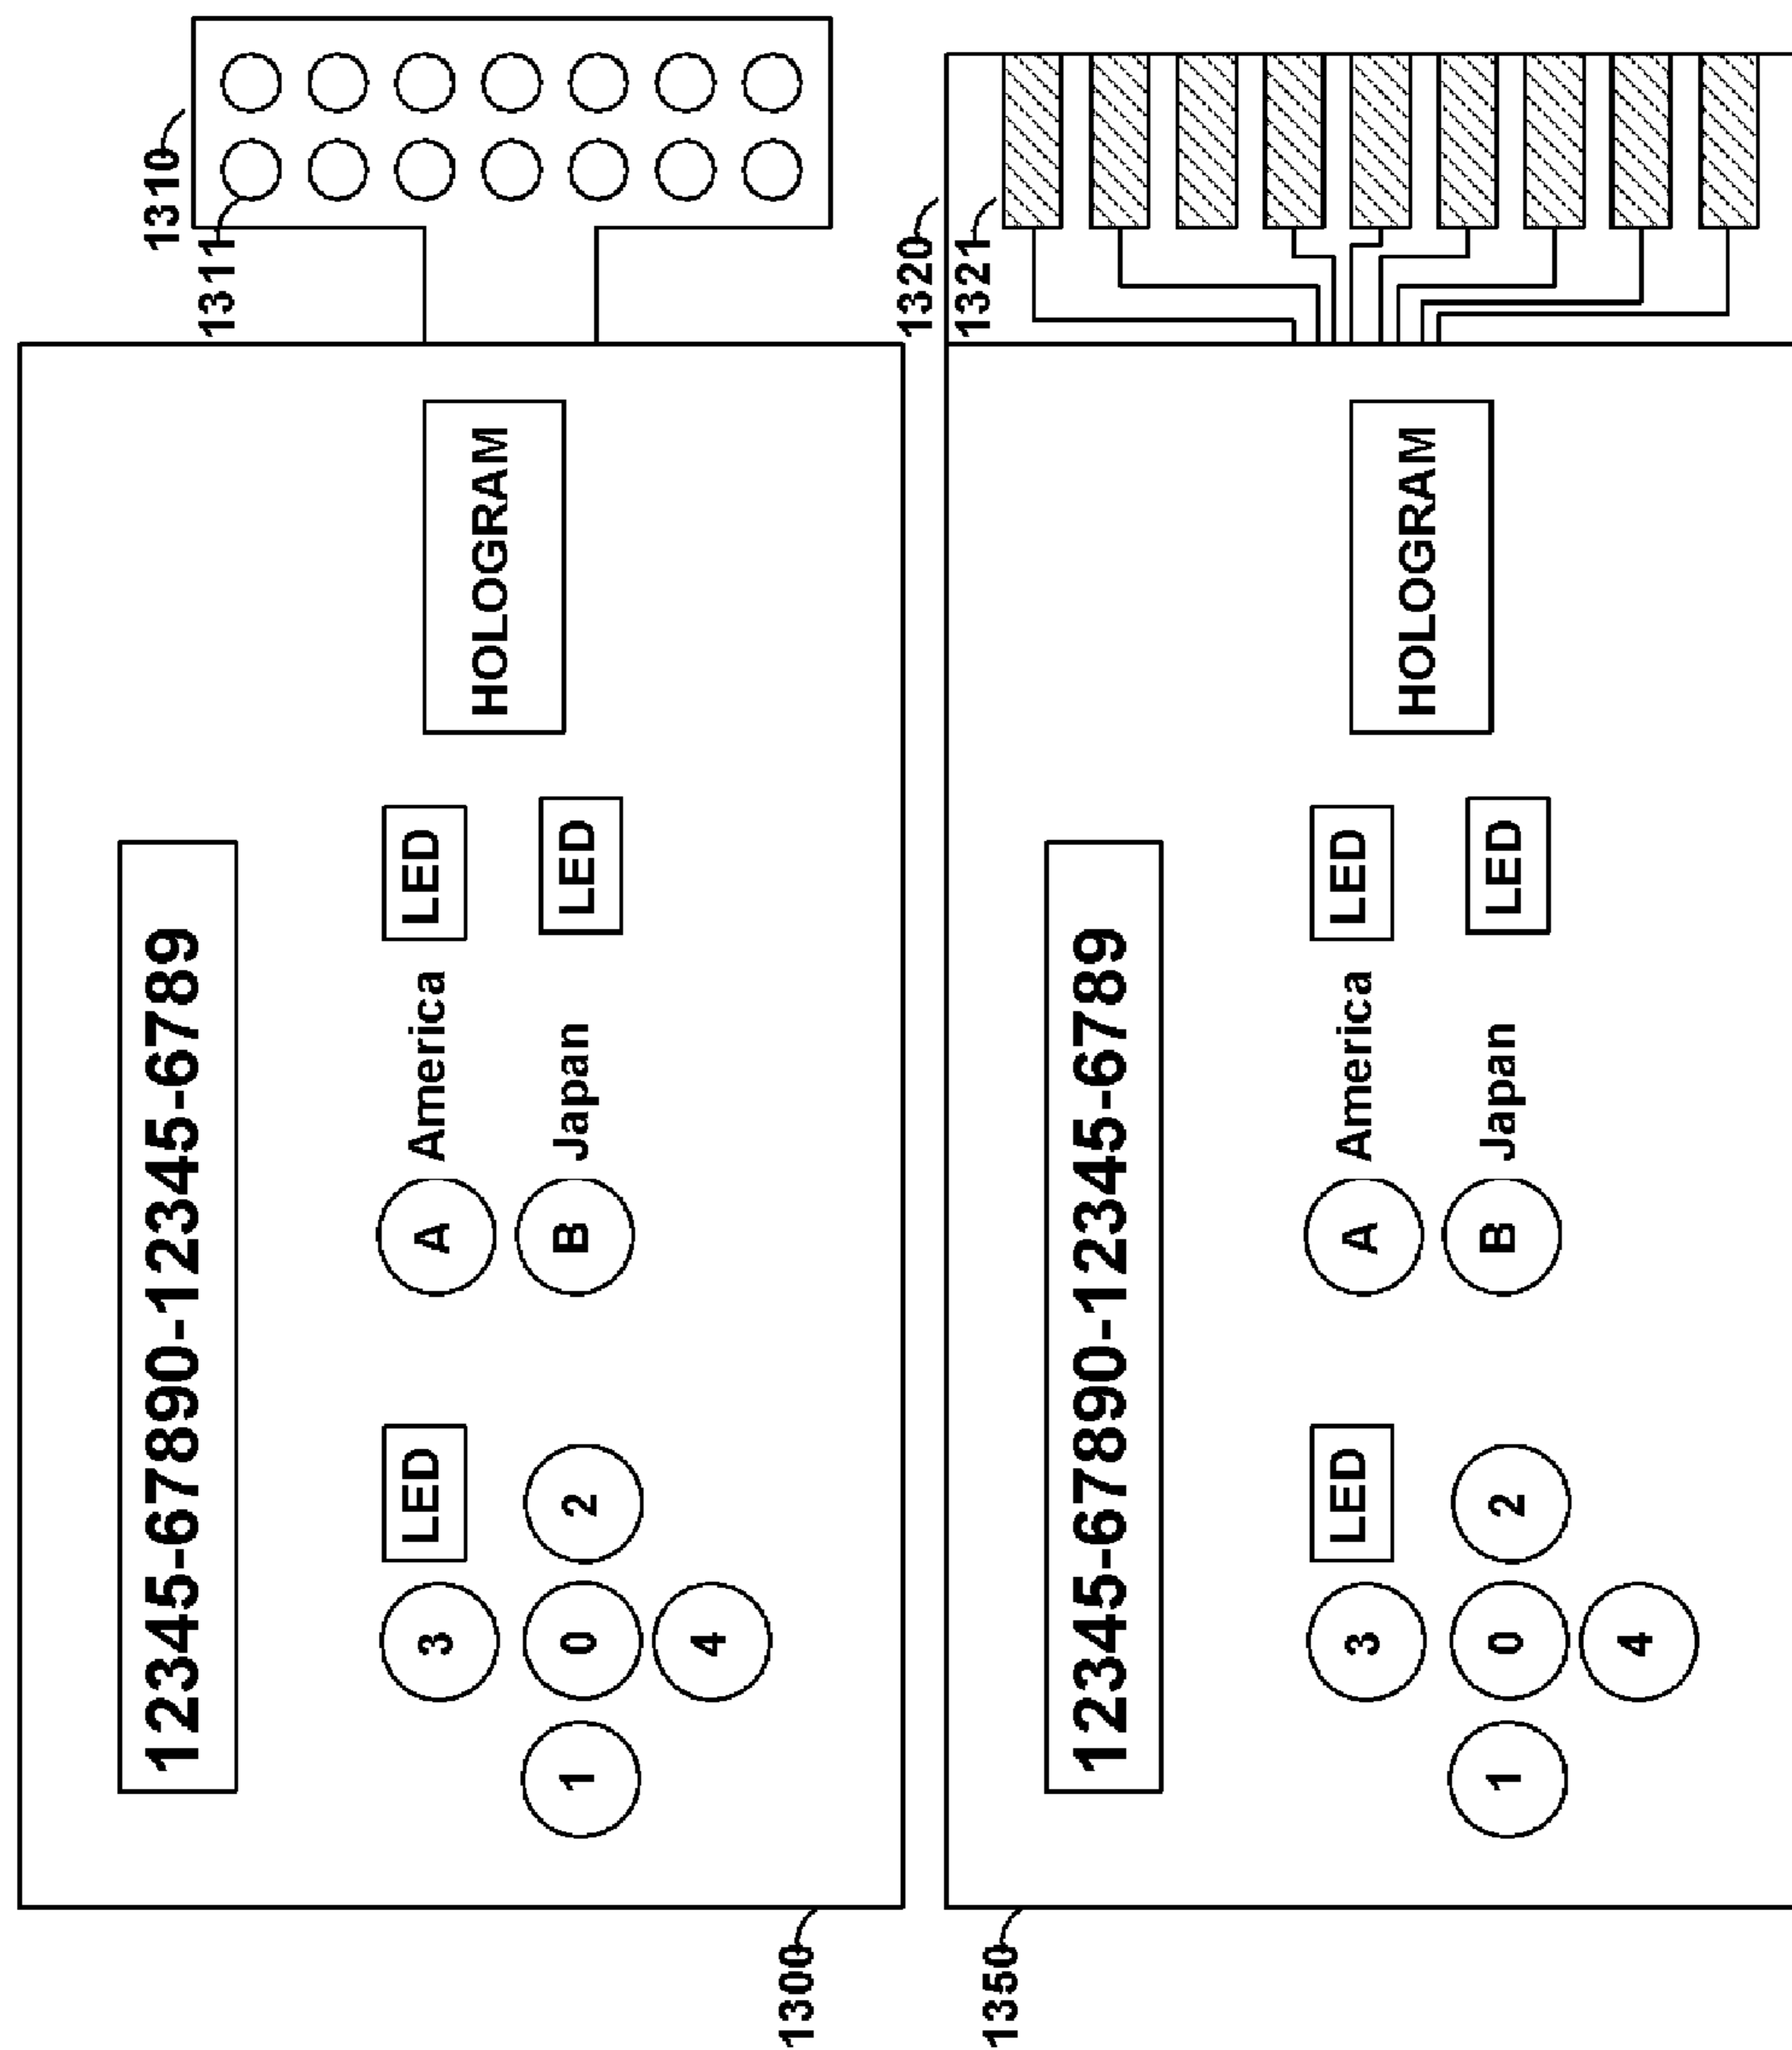 1310
1311
12345-67890-12345-6789
3
LED
A
America
LED
HOLOGRAM
1
0
2
B
Japan
LED
4
1300
1320
1321
12345-67890-12345-6789
3
LED
A
America
LED
HOLOGRAM
1
0
2
B
Japan
LED
4
1350